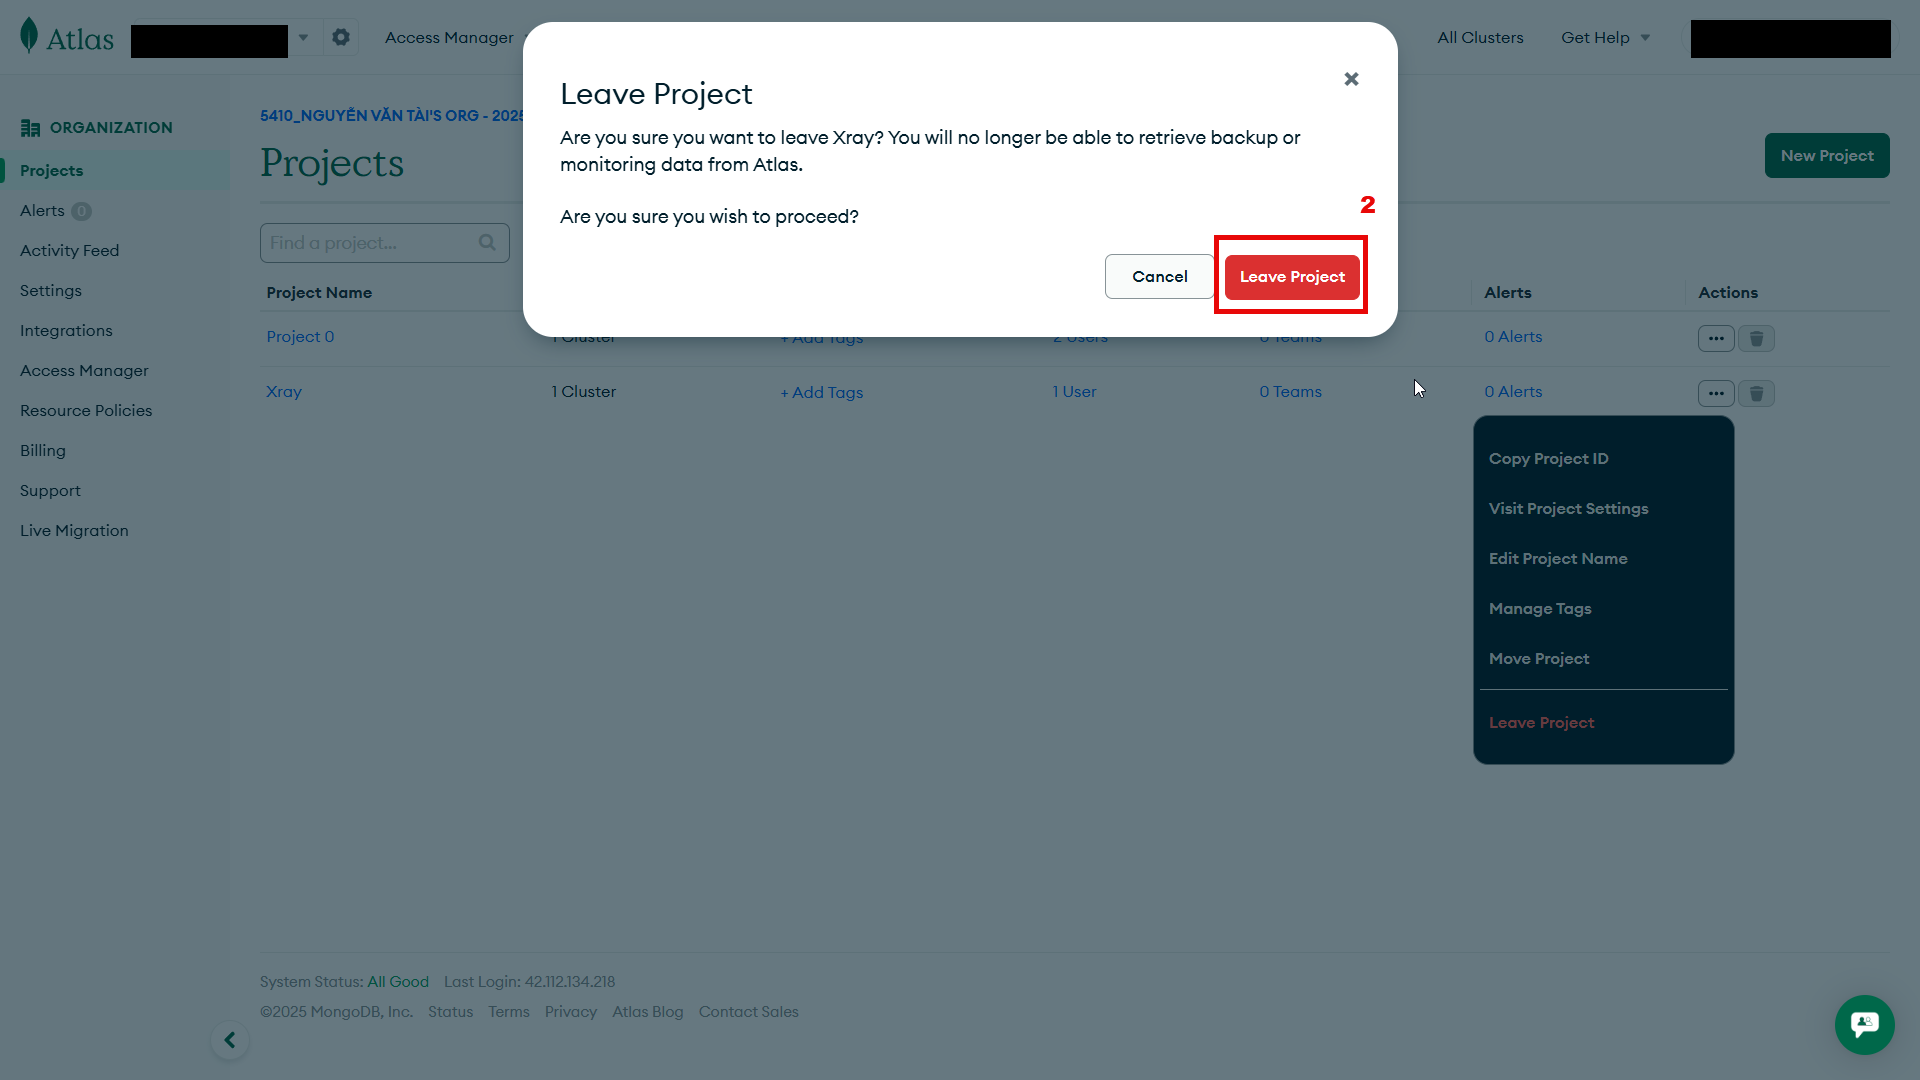 Atlas
Access Manager
All Clusters
Get Help
ORGANIZATION
Projects
Alerts 0
Activity Feed
Settings
Integrations
Access Manager
Resource Policies
Billing
Support
Live Migration
5410_NGUYỄN VĂN TÀI'S ORG - 2025
Projects
New Project
Find a project...
Leave Project
Are you sure you want to leave Xray? You will no longer be able to retrieve backup or
monitoring data from Atlas.
Are you sure you wish to proceed?
2
Cancel
Leave Project
Project Name
Alerts
Actions
Project 0
1 Cluster
+ Add Tags
2 Users
0 Teams
0 Alerts
Xray
1 Cluster
+ Add Tags
1 User
0 Teams
0 Alerts
Copy Project ID
Visit Project Settings
Edit Project Name
Manage Tags
Move Project
Leave Project
System Status: All Good Last Login: 42.112.134.218
©2025 MongoDB, Inc. Status Terms Privacy Atlas Blog Contact Sales